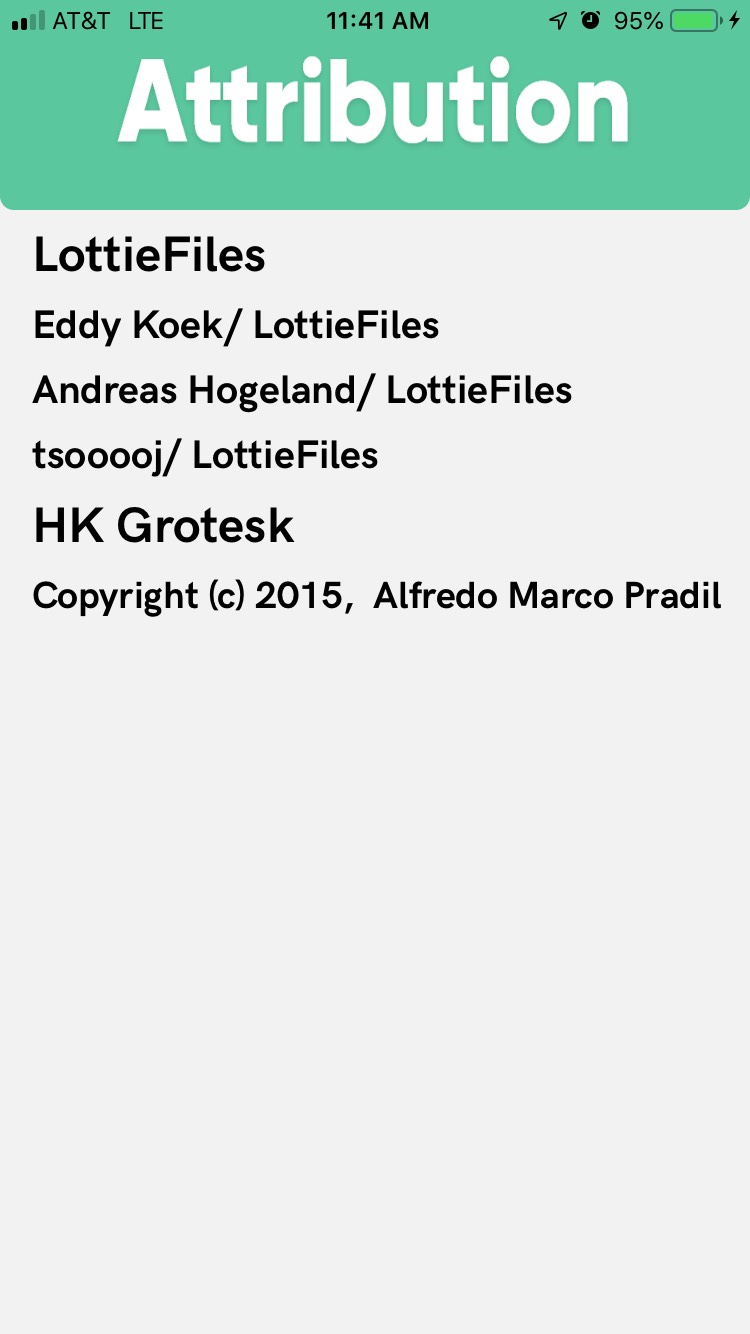 AT&T LTE 11:41 AM 95%
Attribution
LottieFiles
Eddy Koek/ LottieFiles
Andreas Hogeland/ LottieFiles
tsooooj/ LottieFiles
HK Grotesk
Copyright (c) 2015,  Alfredo Marco Pradil